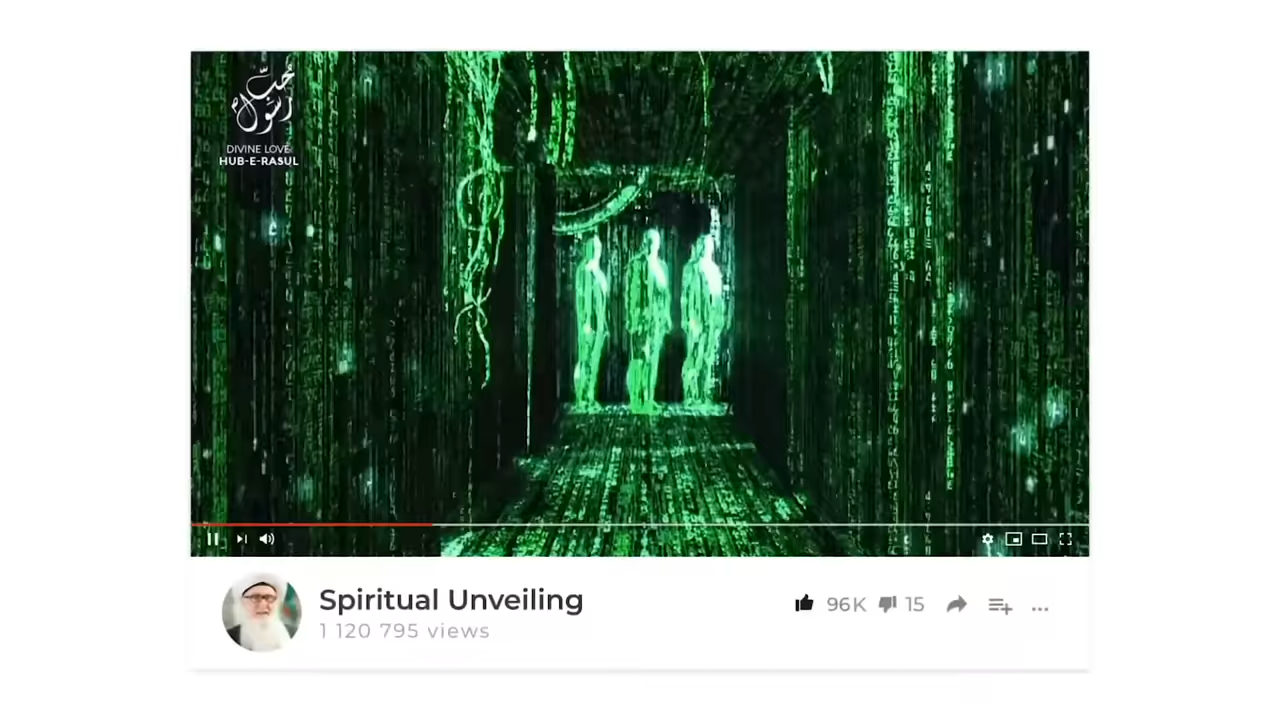 حب
رسول
DIVINE LOVE:
HUB-E-RASUL
Spiritual Unveiling
1 120 795 views
96K
15